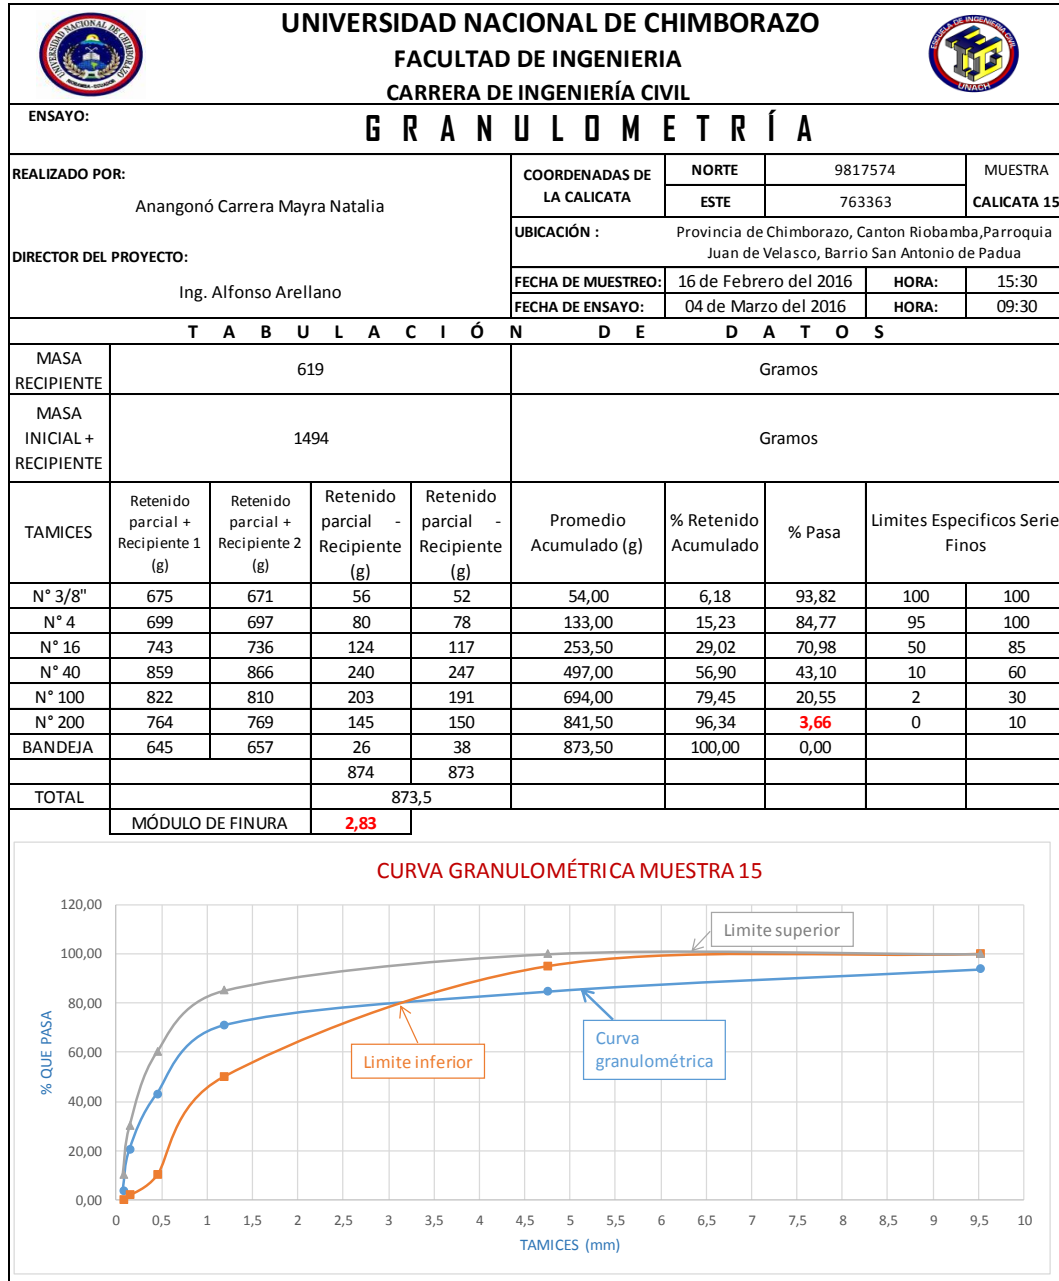 UNIVERSIDAD NACIONAL DE CHIMBORAZO
FACULTAD DE INGENIERIA
CARRERA DE INGENIERÍA CIVIL
UNIVERSIDAD NACIONAL DE CHIMBORAZO
RIOBAMBA-ECUADOR
ESCUELA DE INGENIERIA CIVIL
UNACH
ENSAYO:
GRANULOMETRÍA
REALIZADO POR:
Anangonó Carrera Mayra Natalia
DIRECTOR DEL PROYECTO:
Ing. Alfonso Arellano
COORDENADAS DE LA CALICATA
NORTE 9817574 MUESTRA
ESTE 763363 CALICATA 15
UBICACIÓN : Provincia de Chimborazo, Canton Riobamba,Parroquia
Juan de Velasco, Barrio San Antonio de Padua
FECHA DE MUESTREO: 16 de Febrero del 2016 HORA: 15:30
FECHA DE ENSAYO: 04 de Marzo del 2016 HORA: 09:30
TABULACIÓN DE DATOS
MASA RECIPIENTE 619 Gramos
MASA INICIAL + RECIPIENTE 1494 Gramos
TAMICES Retenido parcial + Recipiente 1 (g) Retenido parcial + Recipiente 2 (g) Retenido parcial - Recipiente (g) Retenido parcial - Recipiente (g) Promedio Acumulado (g) % Retenido Acumulado % Pasa Limites Especificos Serie Finos
N° 3/8" 675 671 56 52 54,00 6,18 93,82 100 100
N° 4 699 697 80 78 133,00 15,23 84,77 95 100
N° 16 743 736 124 117 253,50 29,02 70,98 50 85
N° 40 859 866 240 247 497,00 56,90 43,10 10 60
N° 100 822 810 203 191 694,00 79,45 20,55 2 30
N° 200 764 769 145 150 841,50 96,34 3,66 0 10
BANDEJA 645 657 26 38 873,50 100,00 0,00
874 873
TOTAL 873,5
MÓDULO DE FINURA 2,83
CURVA GRANULOMÉTRICA MUESTRA 15
120,00
100,00
80,00
60,00
40,00
20,00
0,00
% QUE PASA
Limite superior
Curva
granulométrica
Limite inferior
0 0,5 1 1,5 2 2,5 3 3,5 4 4,5 5 5,5 6 6,5 7 7,5 8 8,5 9 9,5 10
TAMICES (mm)